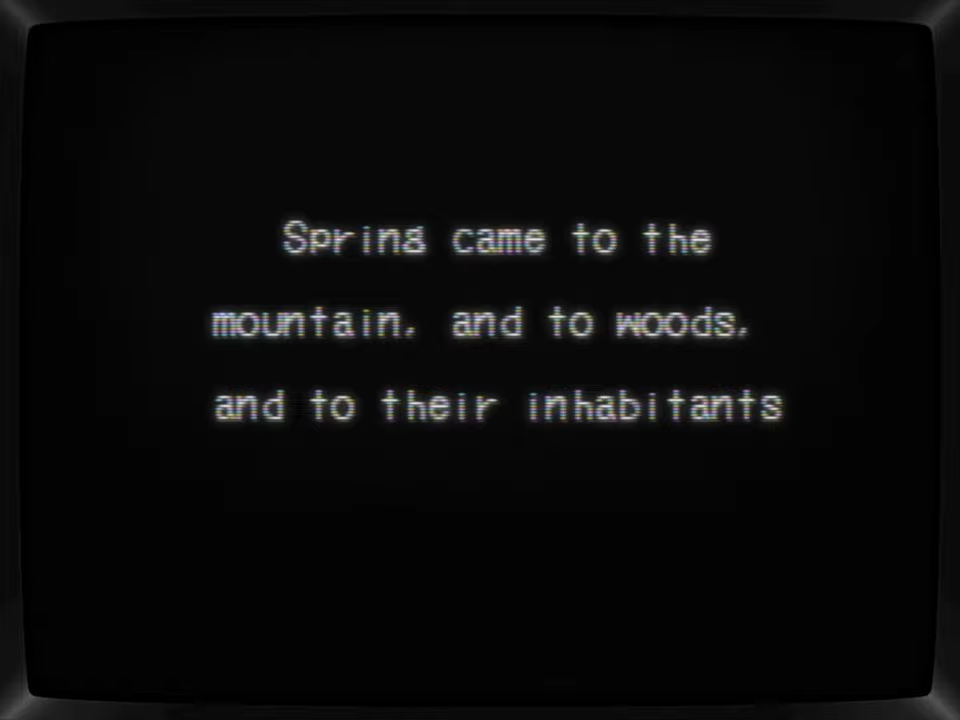 Spring came to the
mountain, and to woods,
and to their inhabitants